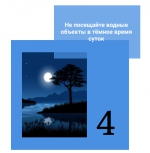 Не посещайте водные
объекты в тёмное время
суток
4